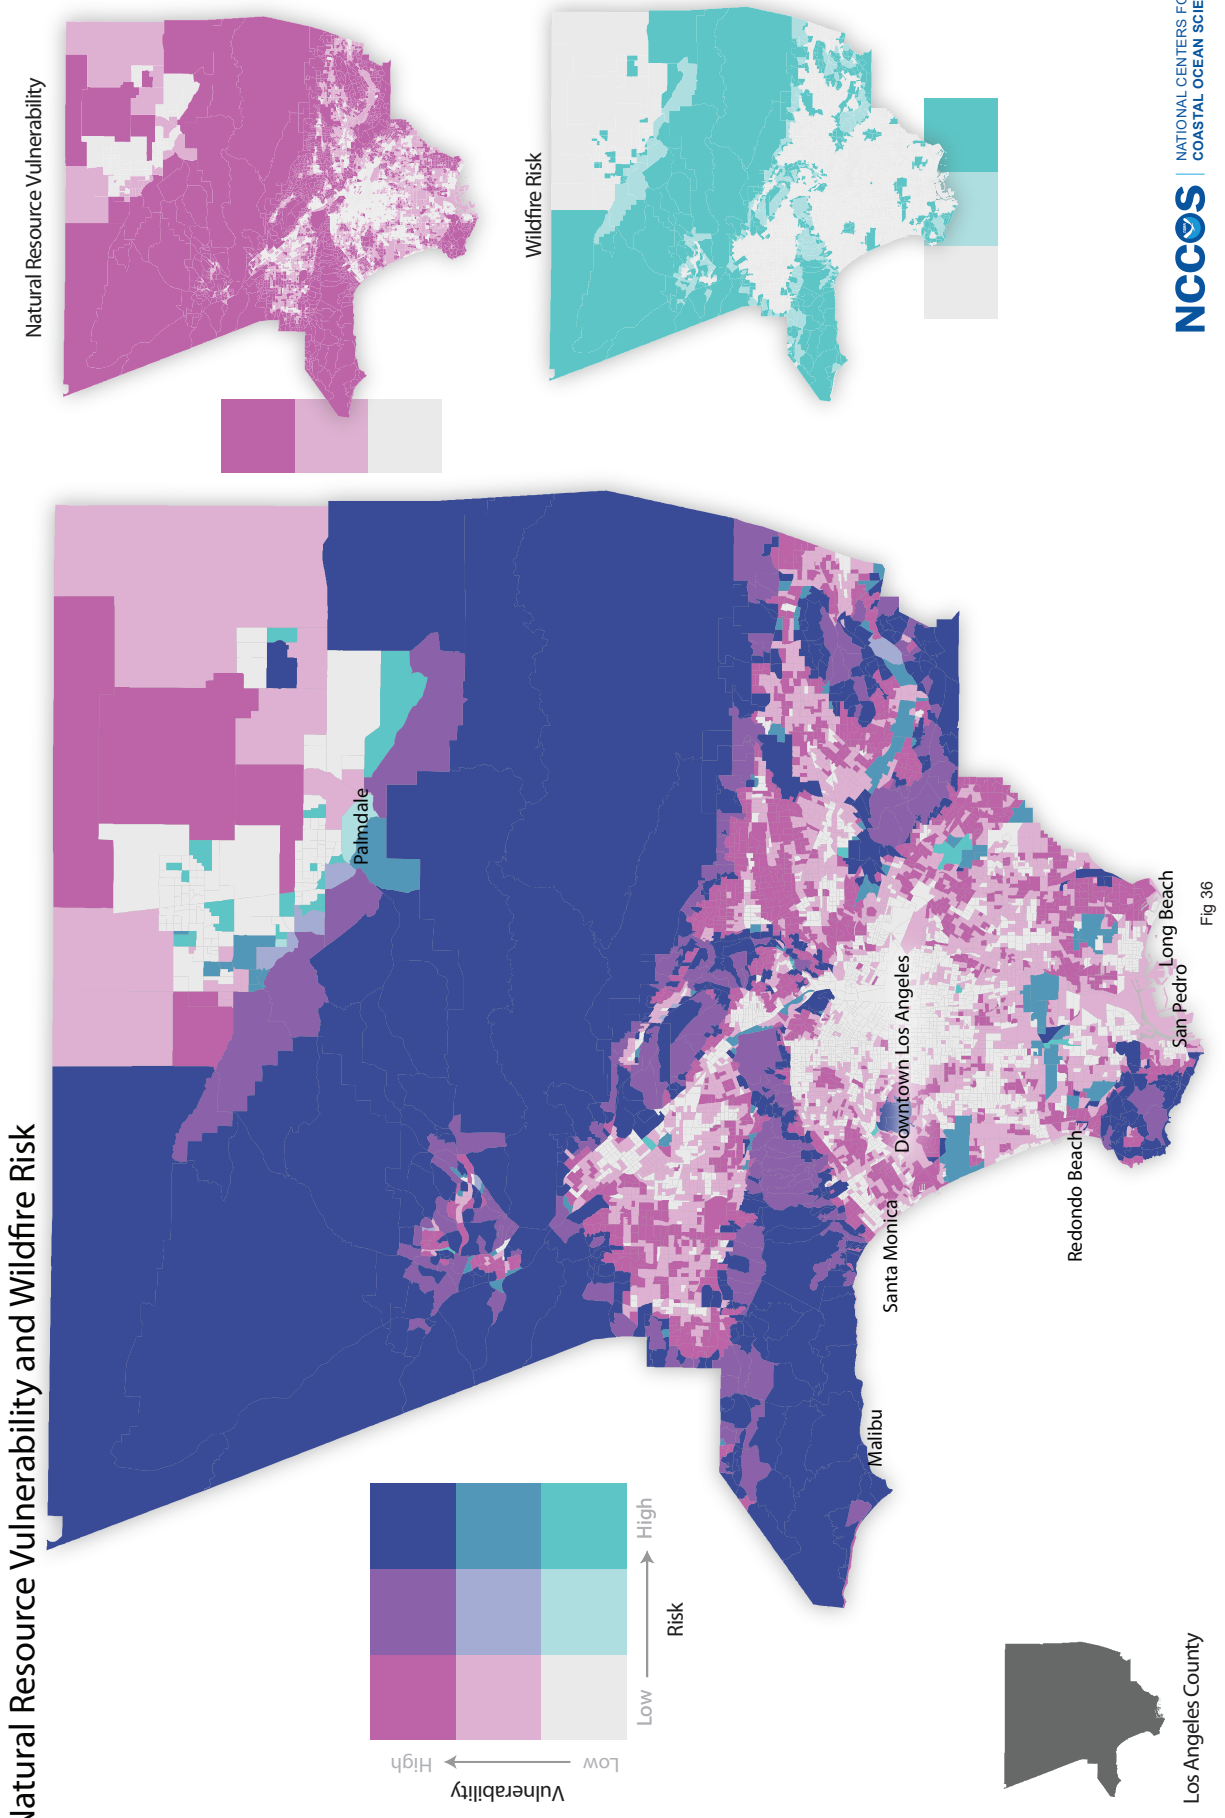 Natural Resource Vulnerability and Wildfire Risk
Natural Resource Vulnerability
Wildfire Risk
Palmdale
Downtown Los Angeles
Santa Monica
Malibu
Redondo Beach
San Pedro
Long Beach
Vulnerability
High
Low
Low
High
Risk
Los Angeles County
Fig 36
NCCOS
NATIONAL CENTERS
COASTAL OCEAN